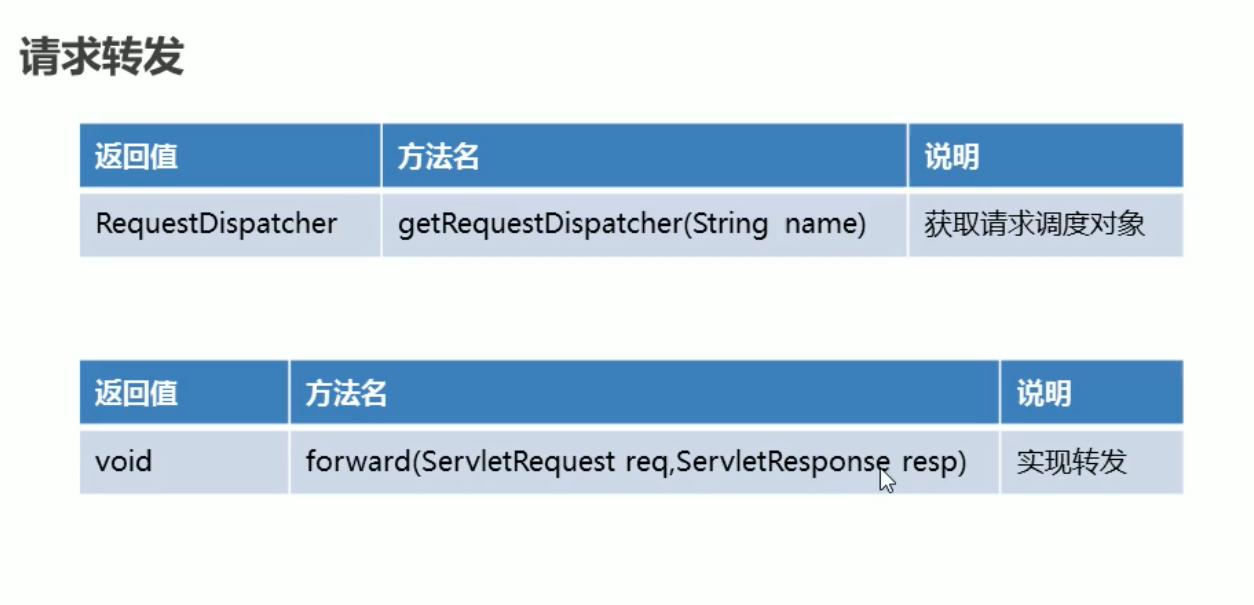 请求转发
返回值 方法名 说明
RequestDispatcher getRequestDispatcher(String name) 获取请求调度对象
返回值 方法名 说明
void forward(ServletRequest req,ServletResponse resp) 实现转发